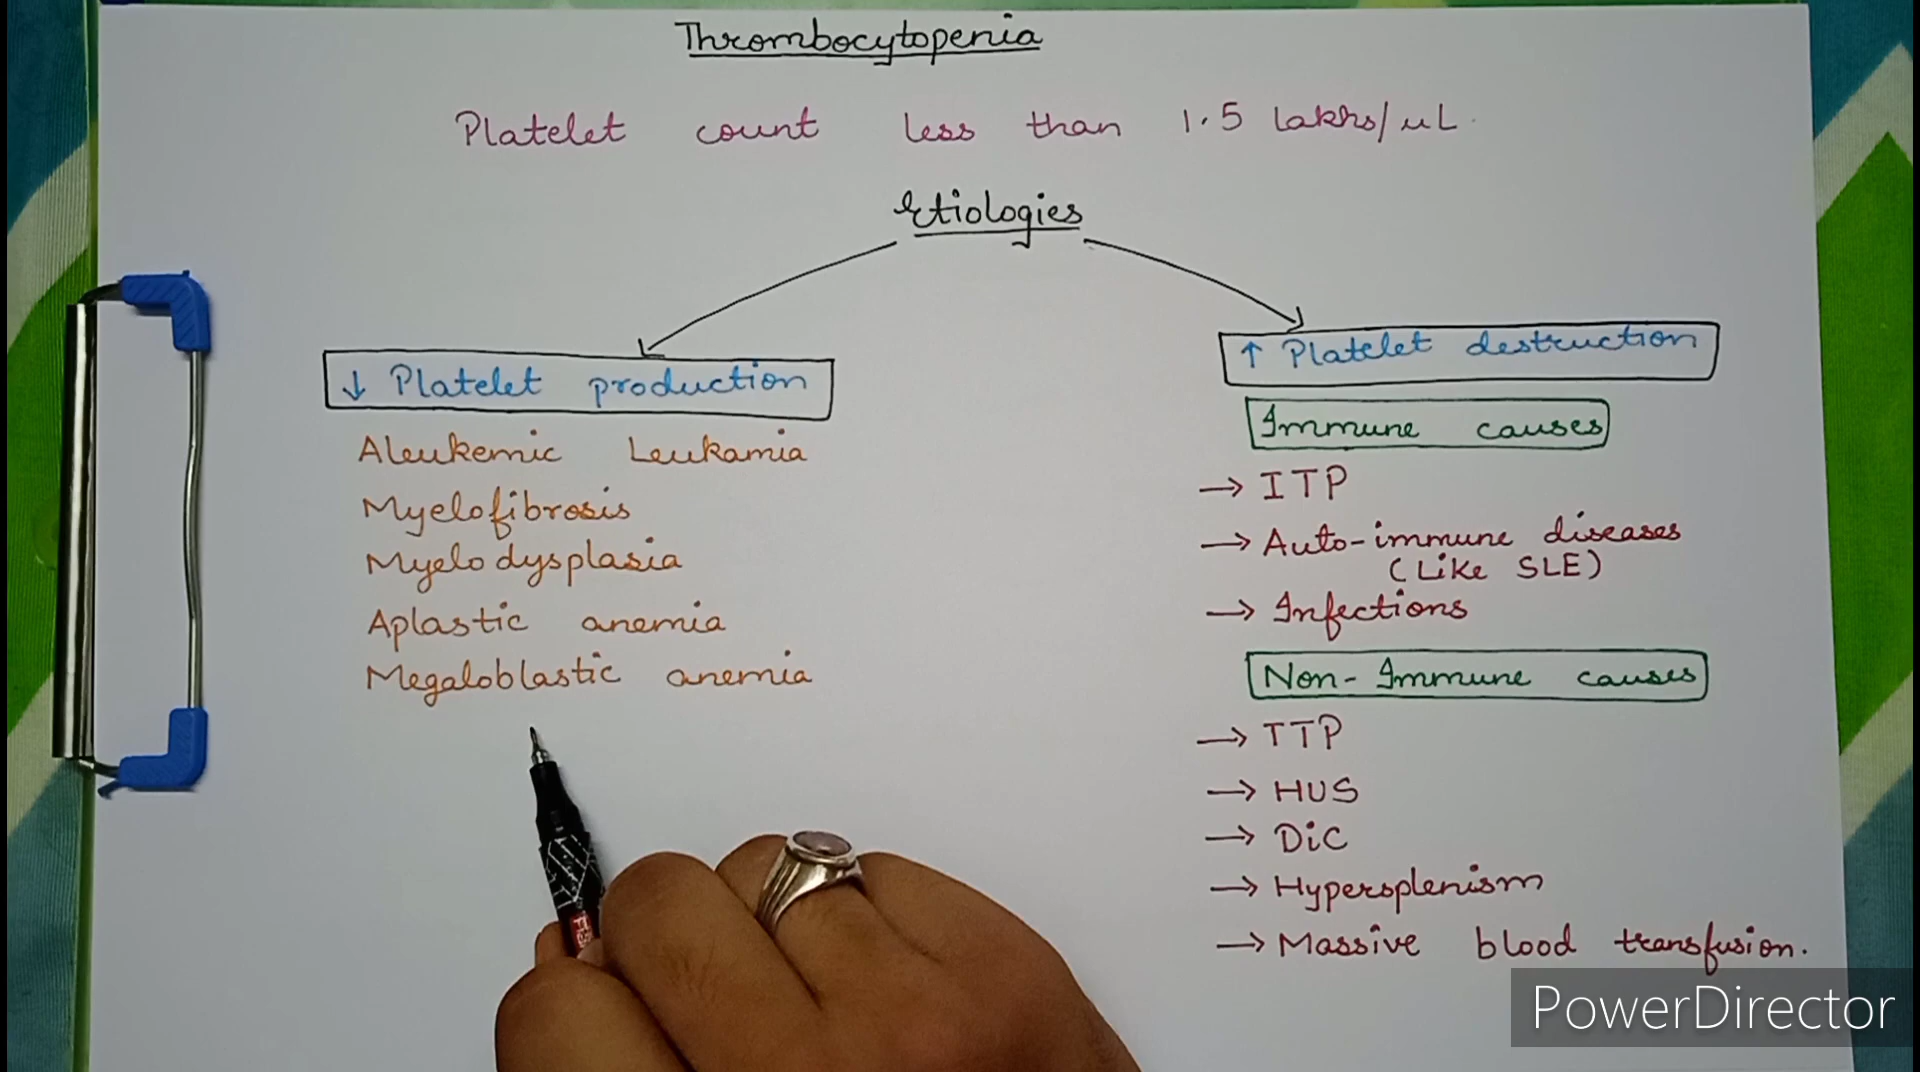 Thrombocytopenia
Platelet count less than 1.5 lakhs/uL.
Etiologies
↓ Platelet production
Aleukemic Leukamia
Myelofibrosis
Myelodysplasia
Aplastic anemia
Megaloblastic anemia
↑ Platelet destruction
Immune causes
→ ITP
→ Auto-immune diseases
(Like SLE)
→ Infections
Non-Immune causes
→ TTP
→ HUS
→ DiC
→ Hypersplenism
→ Massive blood transfusion.
PowerDirector